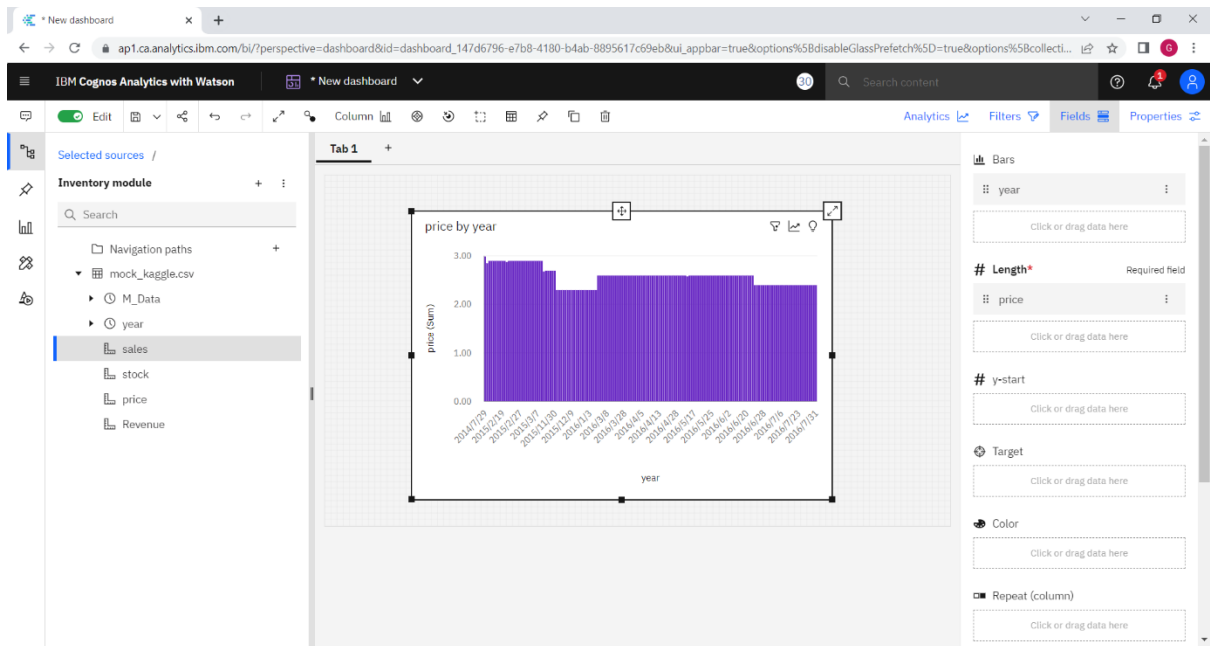 * New dashboard
ap1.ca.analytics.ibm.com/bi/?perspective=dashboard&id=dashboard_147d6796-e7b8-4180-b4ab-8895617c69eb&ui_appbar=true&options%5BdisableGlassPrefetch%5D=true&options%5Bcollecti...
G
IBM Cognos Analytics with Watson
* New dashboard
30
Search content
1
Edit
Column
Analytics
Filters
Fields
Properties
Selected sources /
Inventory module
Search
Navigation paths
mock_kaggle.csv
M_Data
year
sales
stock
price
Revenue
Tab 1
price by year
3.00
2.00
1.00
0.00
price (Sum)
2014/7/29
2015/2/19
2015/2/27
2015/3/7
2015/11/30
2015/12/9
2016/1/3
2016/3/8
2016/3/28
2016/4/5
2016/4/13
2016/4/28
2016/5/17
2016/5/25
2016/6/2
2016/6/20
2016/6/28
2016/7/6
2016/7/23
2016/7/31
year
Bars
year
Click or drag data here
# Length* Required field
price
Click or drag data here
# y-start
Click or drag data here
Target
Click or drag data here
Color
Click or drag data here
Repeat (column)
Click or drag data here